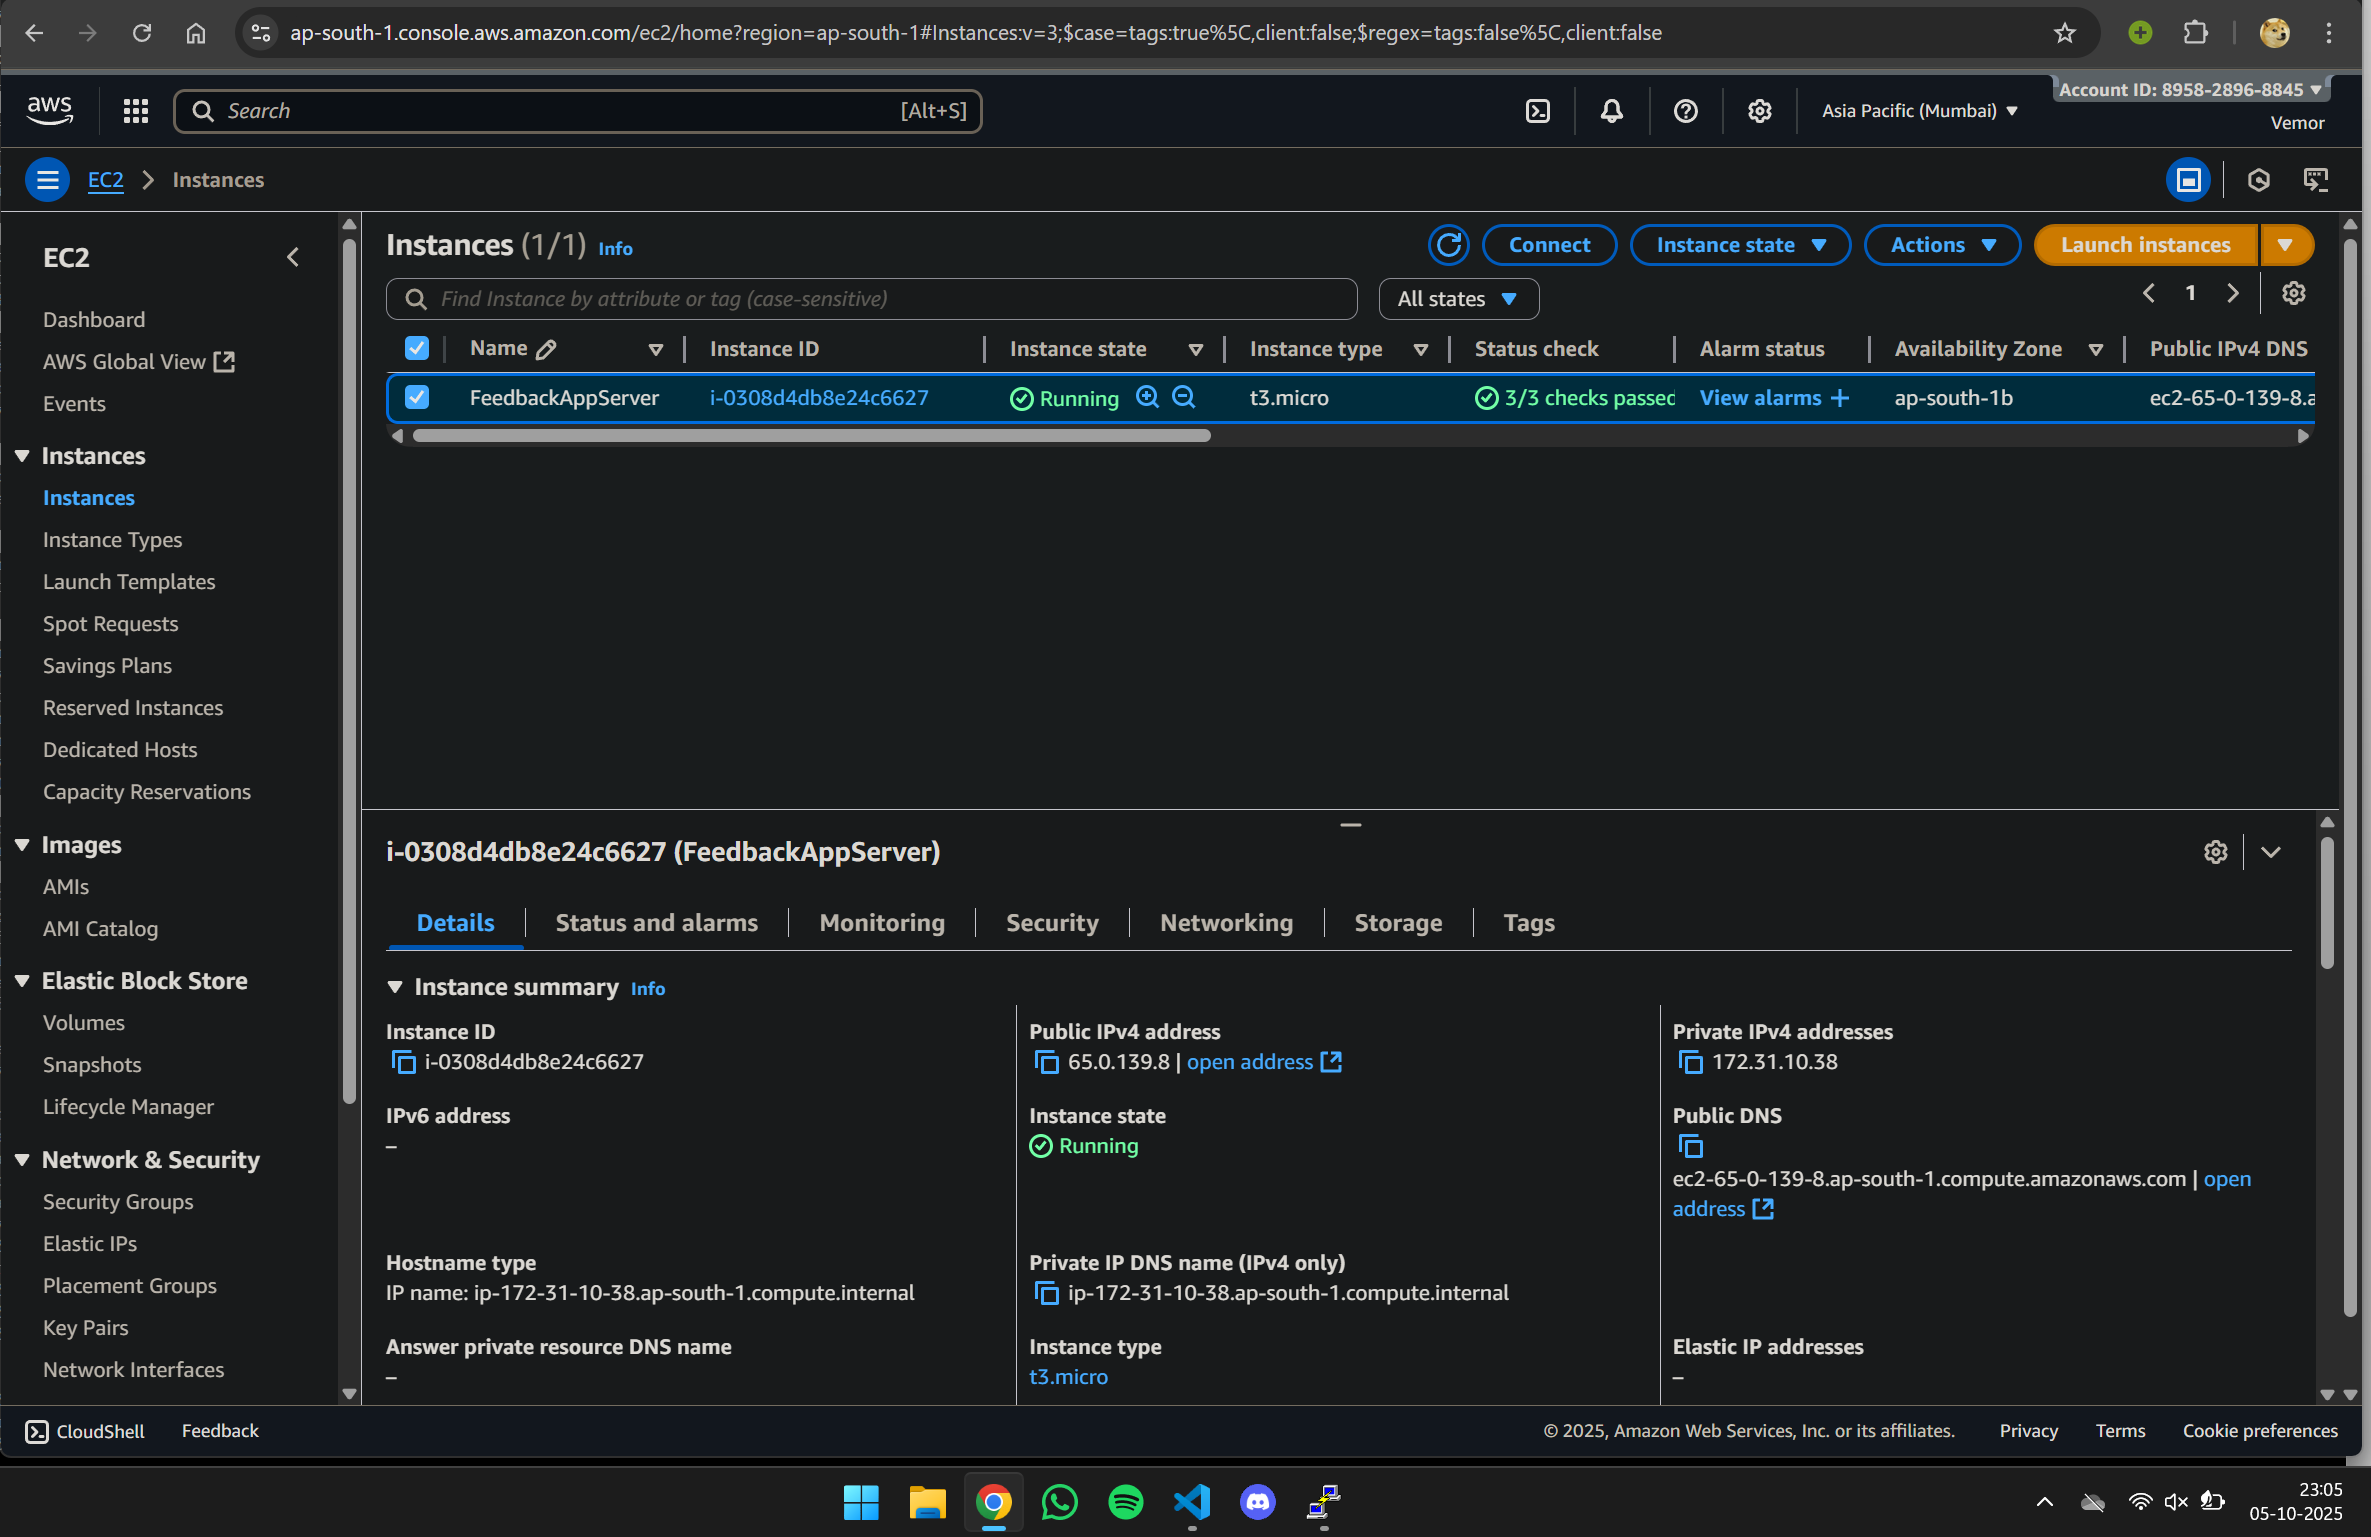 ap-south-1.console.aws.amazon.com/ec2/home?region=ap-south-1#Instances:v=3;$case=tags:true%5C,client:false;$regex=tags:false%5C,client:false
aws
Search
[Alt+S]
Asia Pacific (Mumbai)
Account ID: 8958-2896-8845
Vemor
EC2
Instances
EC2
Dashboard
AWS Global View
Events
Instances
Instances
Instance Types
Launch Templates
Spot Requests
Savings Plans
Reserved Instances
Dedicated Hosts
Capacity Reservations
Images
AMIs
AMI Catalog
Elastic Block Store
Volumes
Snapshots
Lifecycle Manager
Network & Security
Security Groups
Elastic IPs
Placement Groups
Key Pairs
Network Interfaces
Instances (1/1) Info
Connect
Instance state
Actions
Launch instances
Find Instance by attribute or tag (case-sensitive)
All states
1
Name Instance ID Instance state Instance type Status check Alarm status Availability Zone Public IPv4 DNS
FeedbackAppServer i-0308d4db8e24c6627 Running t3.micro 3/3 checks passed View alarms + ap-south-1b ec2-65-0-139-8.a
i-0308d4db8e24c6627 (FeedbackAppServer)
Details Status and alarms Monitoring Security Networking Storage Tags
Instance summary Info
Instance ID
i-0308d4db8e24c6627
Public IPv4 address
65.0.139.8 | open address
Private IPv4 addresses
172.31.10.38
IPv6 address
–
Instance state
Running
Public DNS
ec2-65-0-139-8.ap-south-1.compute.amazonaws.com | open
address
Hostname type
IP name: ip-172-31-10-38.ap-south-1.compute.internal
Private IP DNS name (IPv4 only)
ip-172-31-10-38.ap-south-1.compute.internal
Answer private resource DNS name
–
Instance type
t3.micro
Elastic IP addresses
–
CloudShell
Feedback
© 2025, Amazon Web Services, Inc. or its affiliates.
Privacy
Terms
Cookie preferences
23:05
05-10-2025